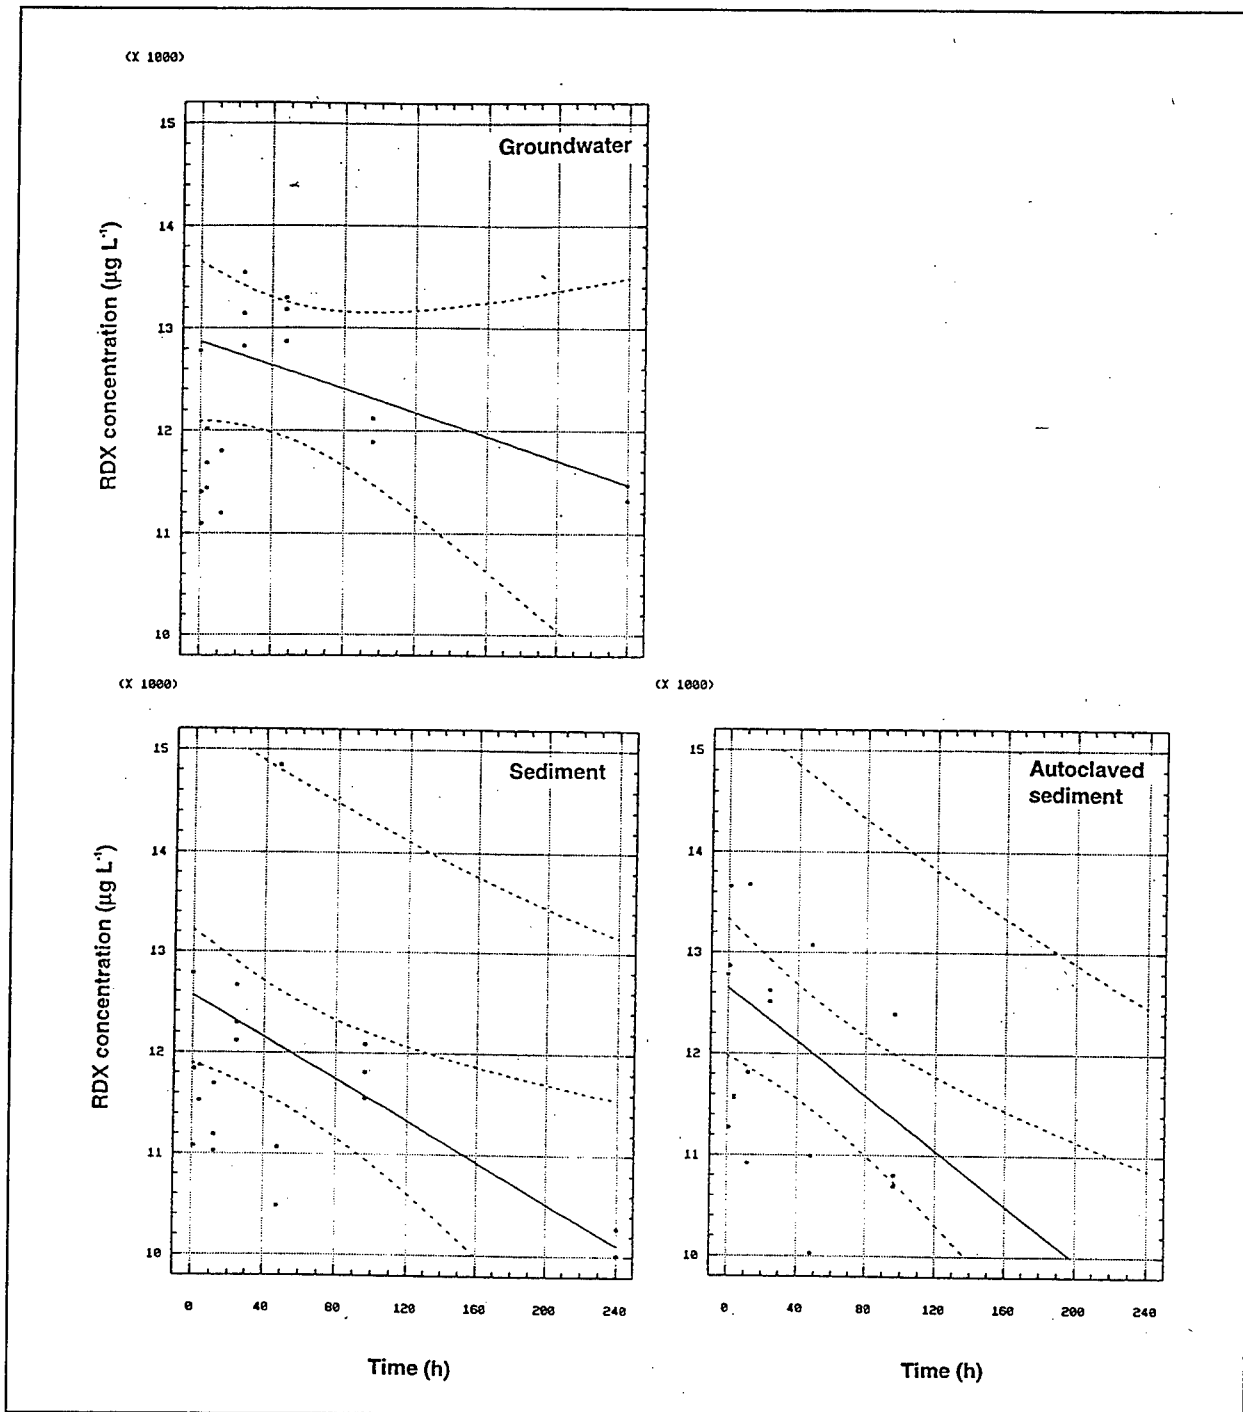 (X 1000)
15
Groundwater
14
13
12
11
10
RDX concentration (µg L⁻¹)
(X 1000)
15
Sediment
14
13
12
11
10
RDX concentration (µg L⁻¹)
0 40 80 120 160 200 240
Time (h)
(X 1000)
15
Autoclaved
sediment
14
13
12
11
10
0 40 80 120 160 200 240
Time (h)